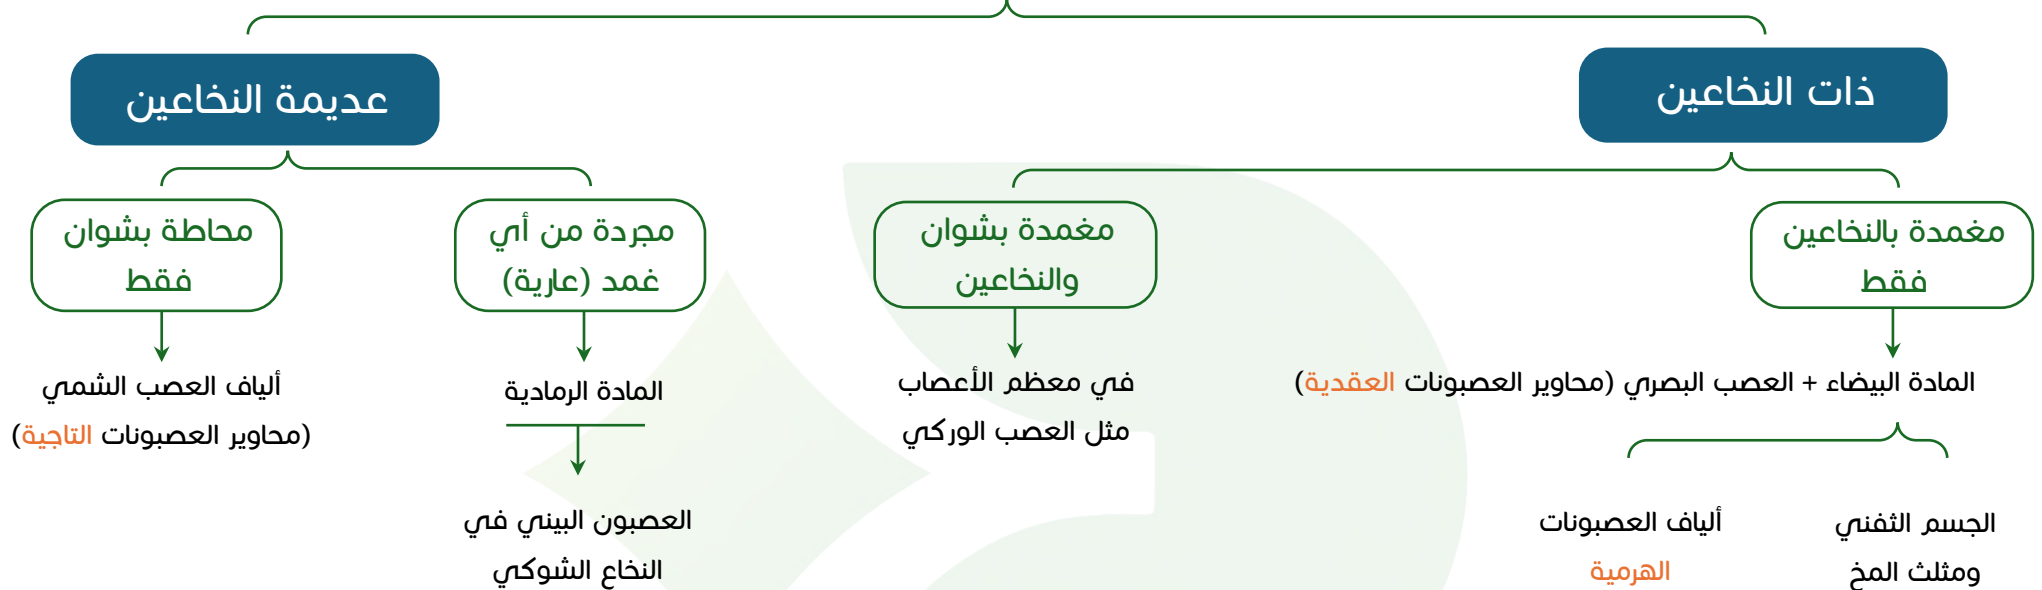 ذات النخاعين
عديمة النخاعين
مغمدة بالنخاعين
فقط
مغمدة بشوان
والنخاعين
مجردة من أي
غمد (عارية)
محاطة بشوان
فقط
المادة البيضاء + العصب البصري (محاوير العصبونات العقدية)
في معظم الأعصاب
مثل العصب الوركي
المادة الرمادية
ألياف العصب الشمي
(محاوير العصبونات التاجية)
الجسم الثفني
ومثلث المخ
ألياف العصبونات
الهرمية
العصبون البيني في
النخاع الشوكي